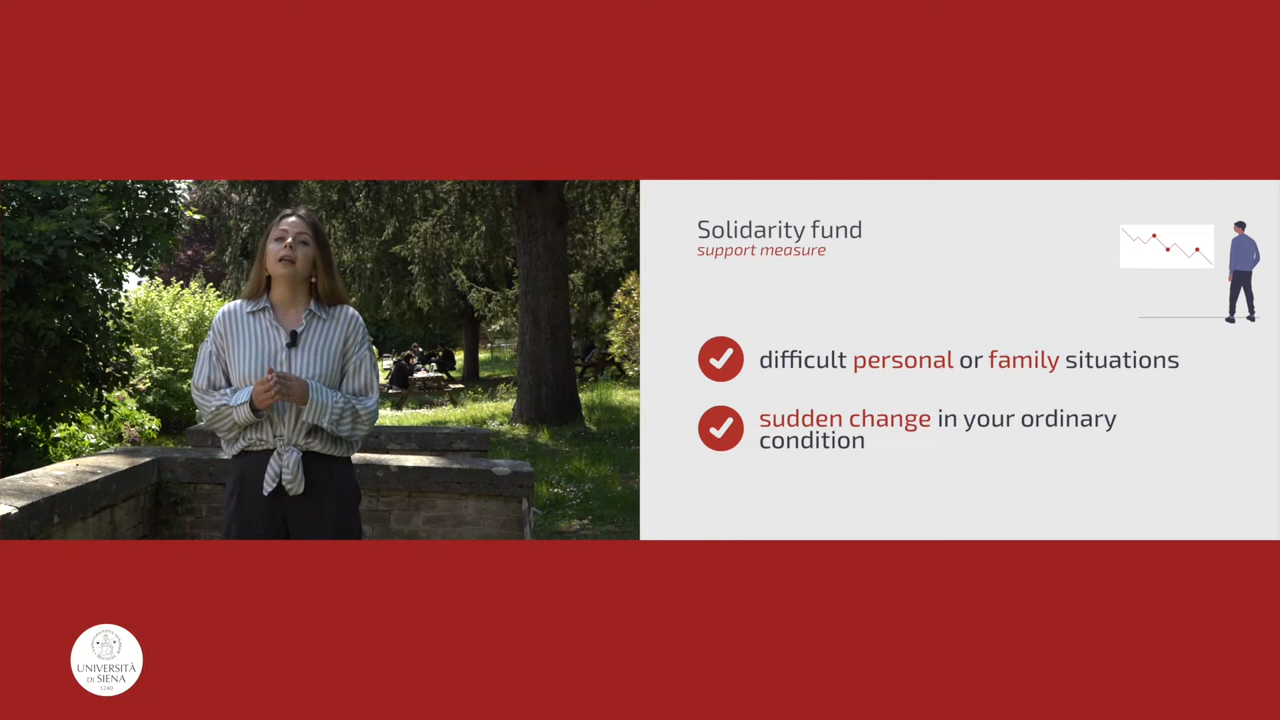 Solidarity fund
support measure
difficult personal or family situations
sudden change in your ordinary
condition
UNIVERSITÀ
DI SIENA
1240